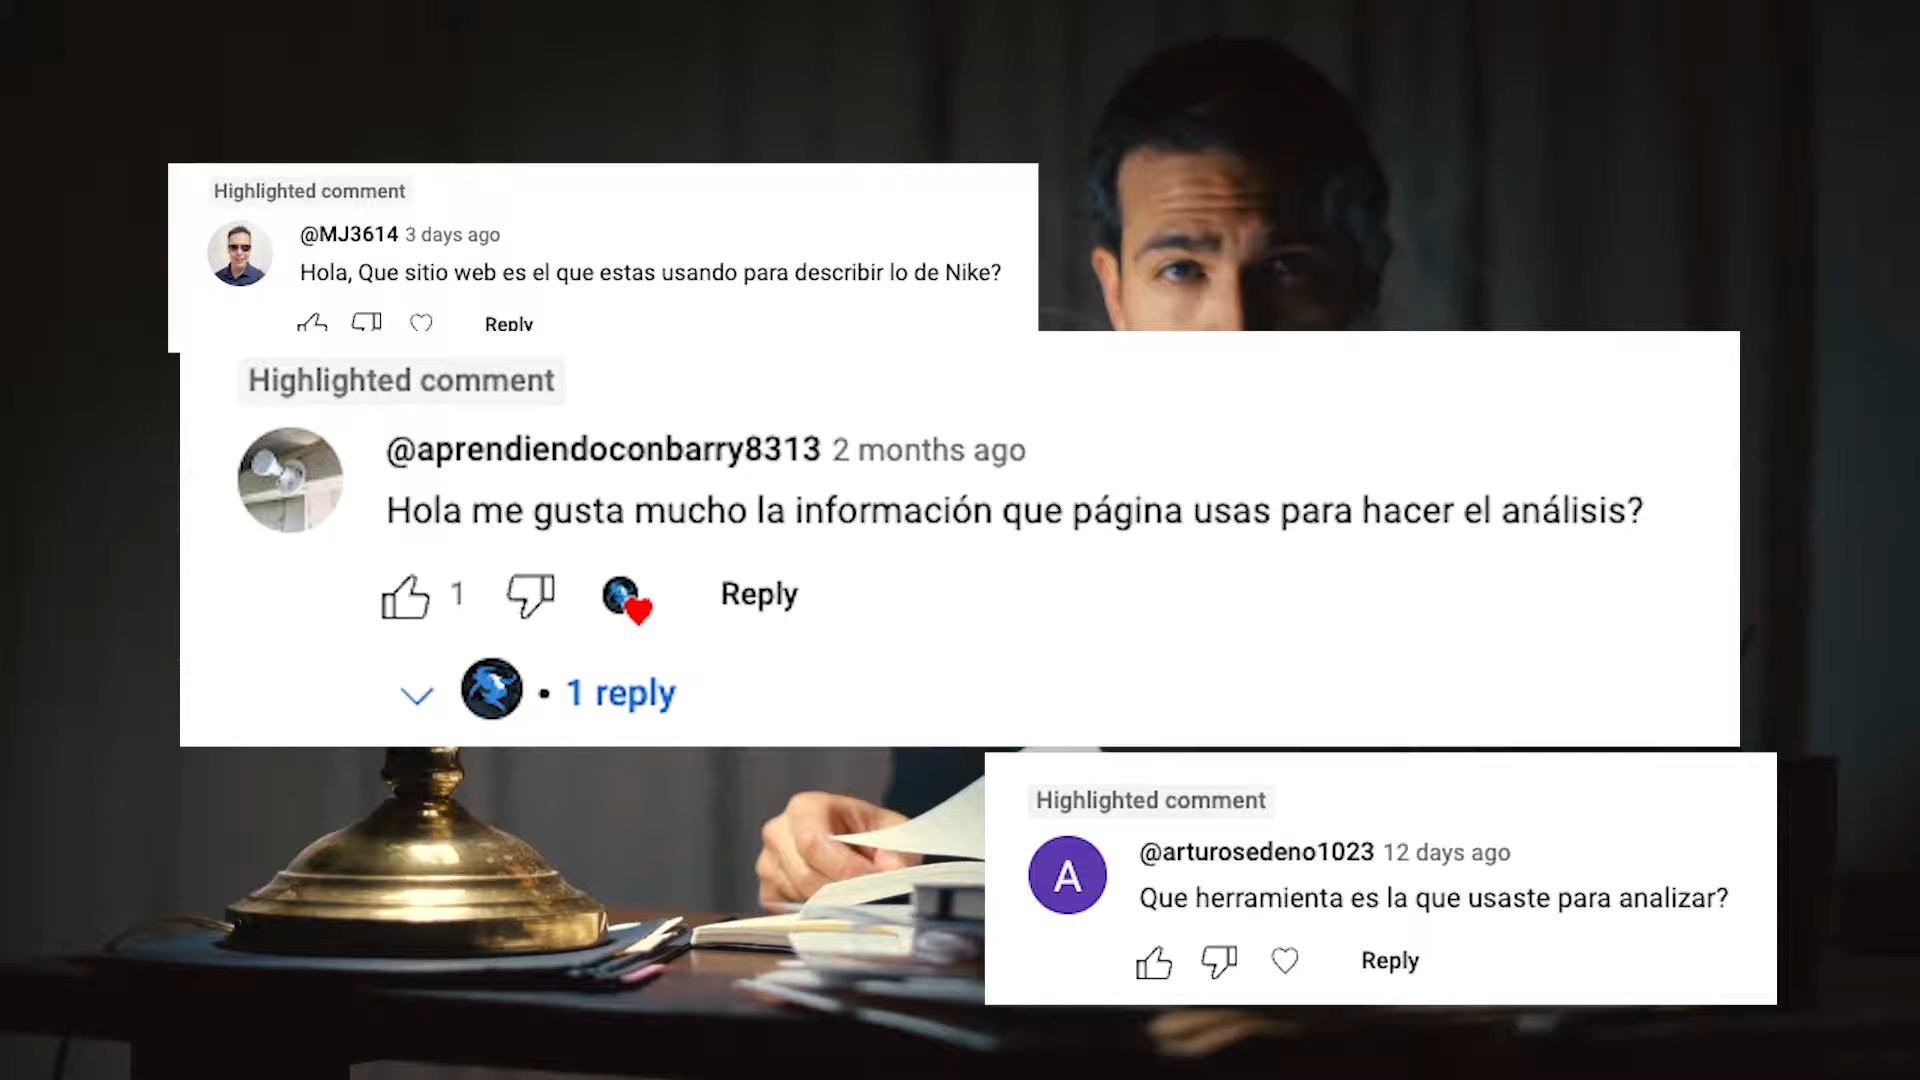 Highlighted comment
@MJ3614 3 days ago
Hola, Que sitio web es el que estas usando para describir lo de Nike?
Reply
Highlighted comment
@aprendiendoconbarry8313 2 months ago
Hola me gusta mucho la información que página usas para hacer el análisis?
1
Reply
• 1 reply
Highlighted comment
A
@arturosedeno1023 12 days ago
Que herramienta es la que usaste para analizar?
Reply